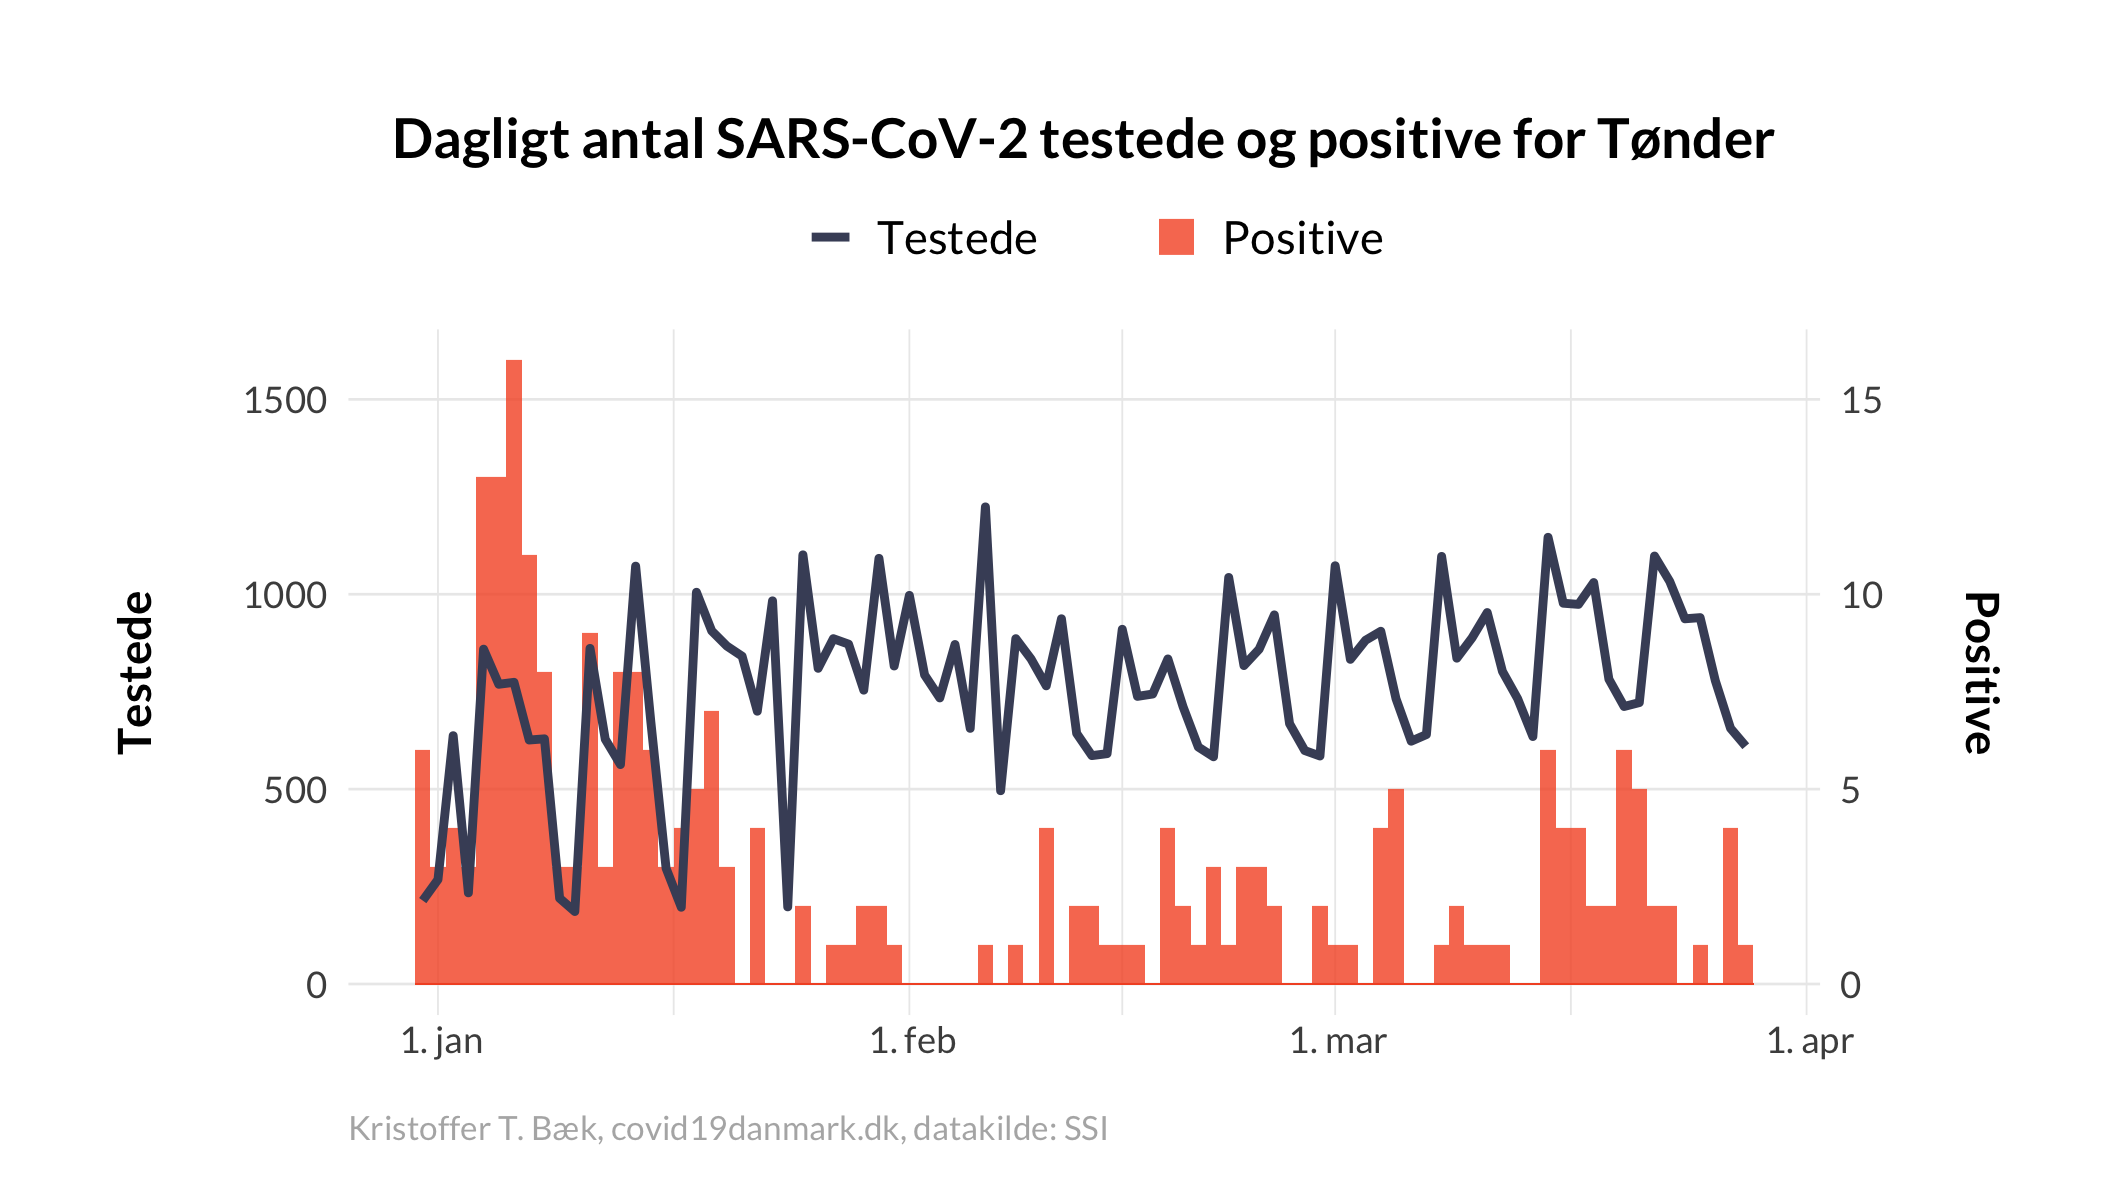 Dagligt antal SARS-CoV-2 testede og positive for Tønder
Testede Positive
1500 15
1000 10
500 5
0 0
Testede
Positive
1. jan 1. feb 1. mar 1. apr
Kristoffer T. Bæk, covid19danmark.dk, datakilde: SSI